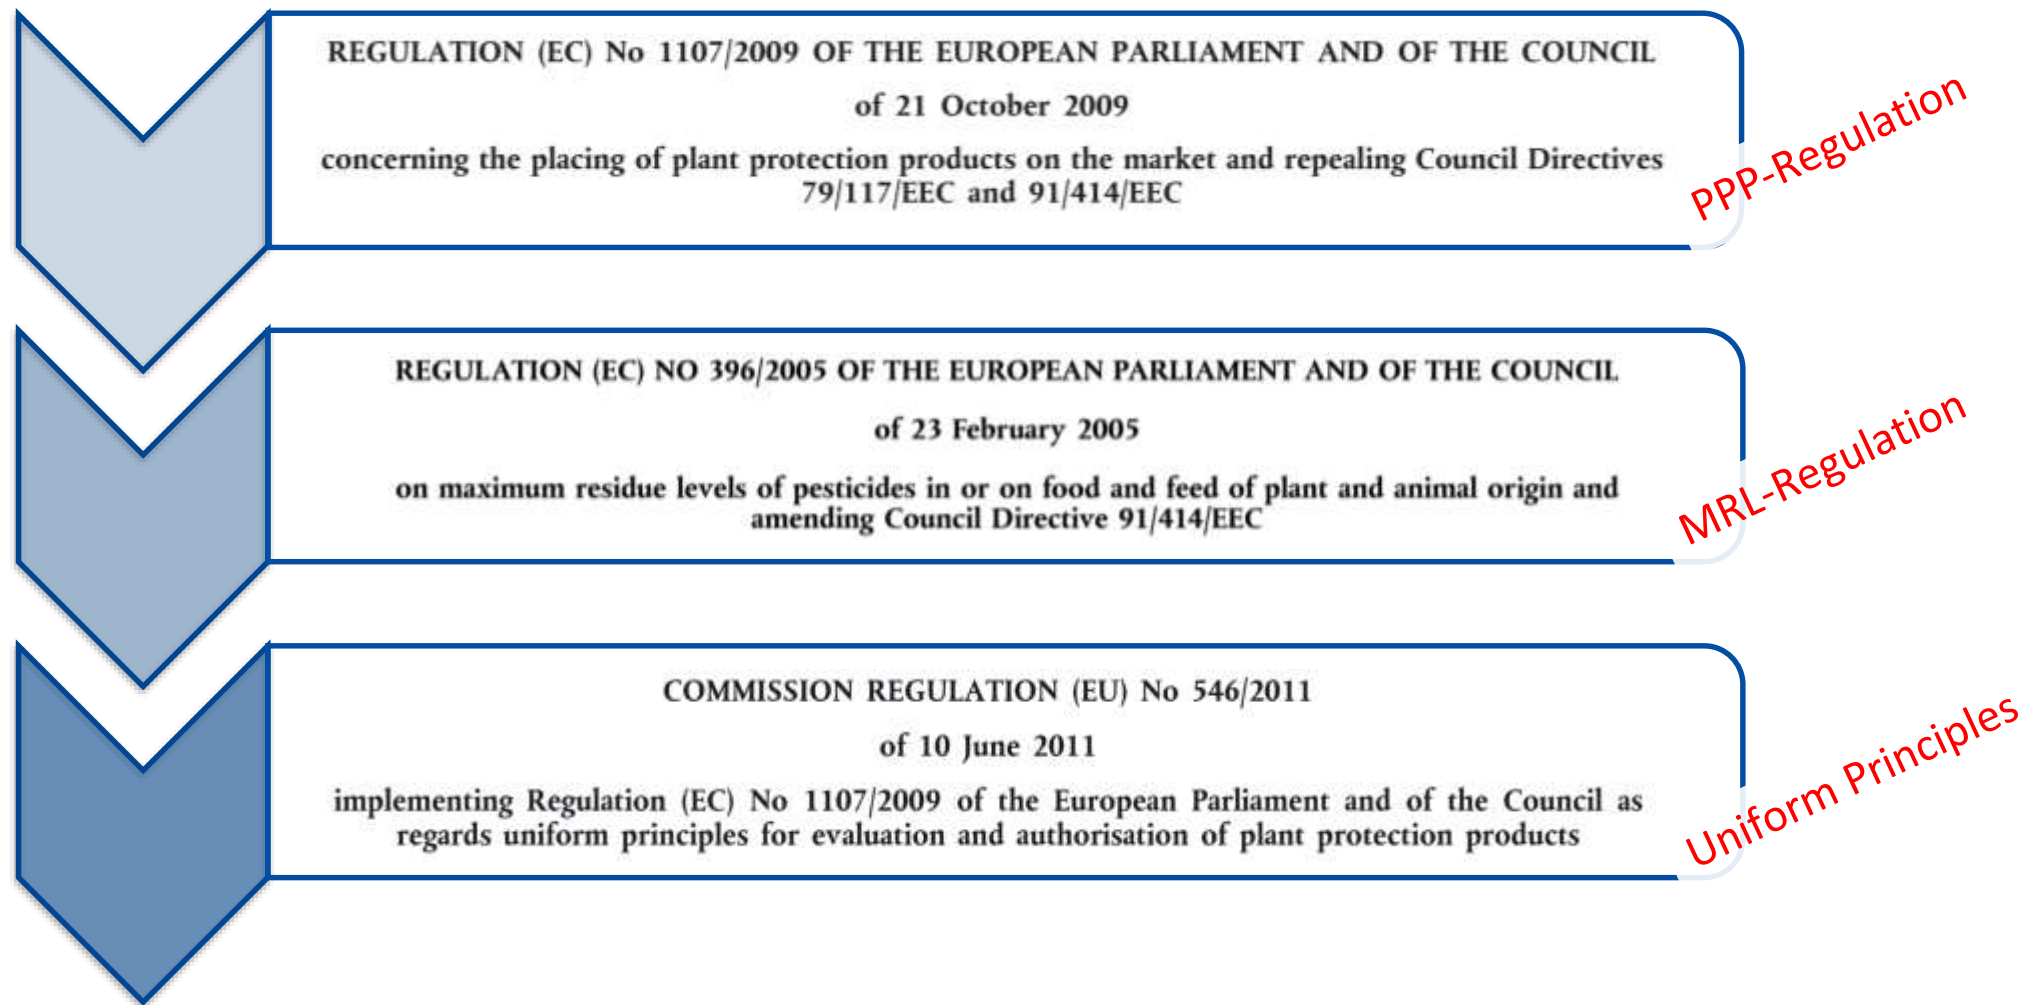 REGULATION (EC) No 1107/2009 OF THE EUROPEAN PARLIAMENT AND OF THE COUNCIL
of 21 October 2009
concerning the placing of plant protection products on the market and repealing Council Directives
79/117/EEC and 91/414/EEC
PPP-Regulation
REGULATION (EC) NO 396/2005 OF THE EUROPEAN PARLIAMENT AND OF THE COUNCIL
of 23 February 2005
on maximum residue levels of pesticides in or on food and feed of plant and animal origin and
amending Council Directive 91/414/EEC
MRL-Regulation
COMMISSION REGULATION (EU) No 546/2011
of 10 June 2011
implementing Regulation (EC) No 1107/2009 of the European Parliament and of the Council as
regards uniform principles for evaluation and authorisation of plant protection products
Uniform Principles